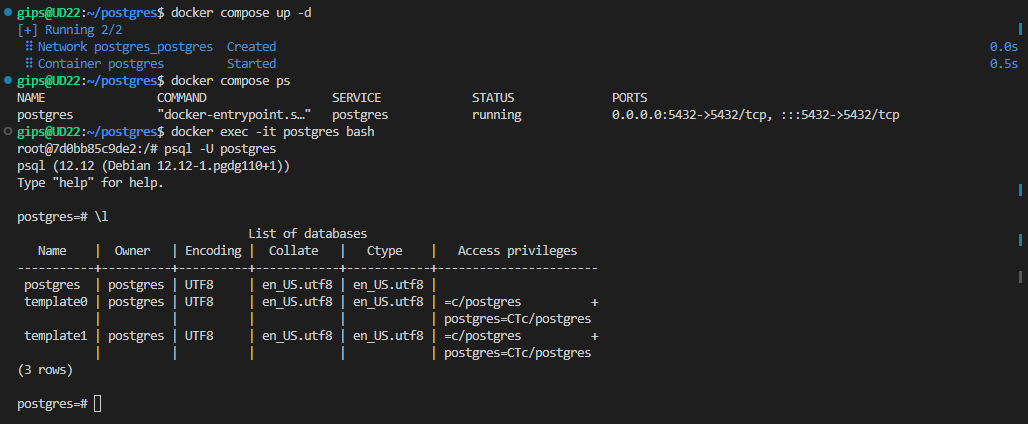 gips@UD22:~/postgres$ docker compose up -d
[+] Running 2/2
⠿ Network postgres_postgres  Created                                  0.0s
⠿ Container postgres         Started                                  0.5s
gips@UD22:~/postgres$ docker compose ps
NAME                COMMAND                  SERVICE             STATUS              PORTS
postgres            "docker-entrypoint.s…"   postgres            running             0.0.0.0:5432->5432/tcp, :::5432->5432/tcp
gips@UD22:~/postgres$ docker exec -it postgres bash
root@7d0bb85c9de2:/# psql -U postgres
psql (12.12 (Debian 12.12-1.pgdg110+1))
Type "help" for help.

postgres=# \l
                                 List of databases
   Name    |  Owner   | Encoding |  Collate   |   Ctype    |   Access privileges
-----------+----------+----------+------------+------------+-----------------------
 postgres  | postgres | UTF8     | en_US.utf8 | en_US.utf8 |
 template0 | postgres | UTF8     | en_US.utf8 | en_US.utf8 | =c/postgres          +
           |          |          |            |            | postgres=CTc/postgres
 template1 | postgres | UTF8     | en_US.utf8 | en_US.utf8 | =c/postgres          +
           |          |          |            |            | postgres=CTc/postgres
(3 rows)

postgres=#